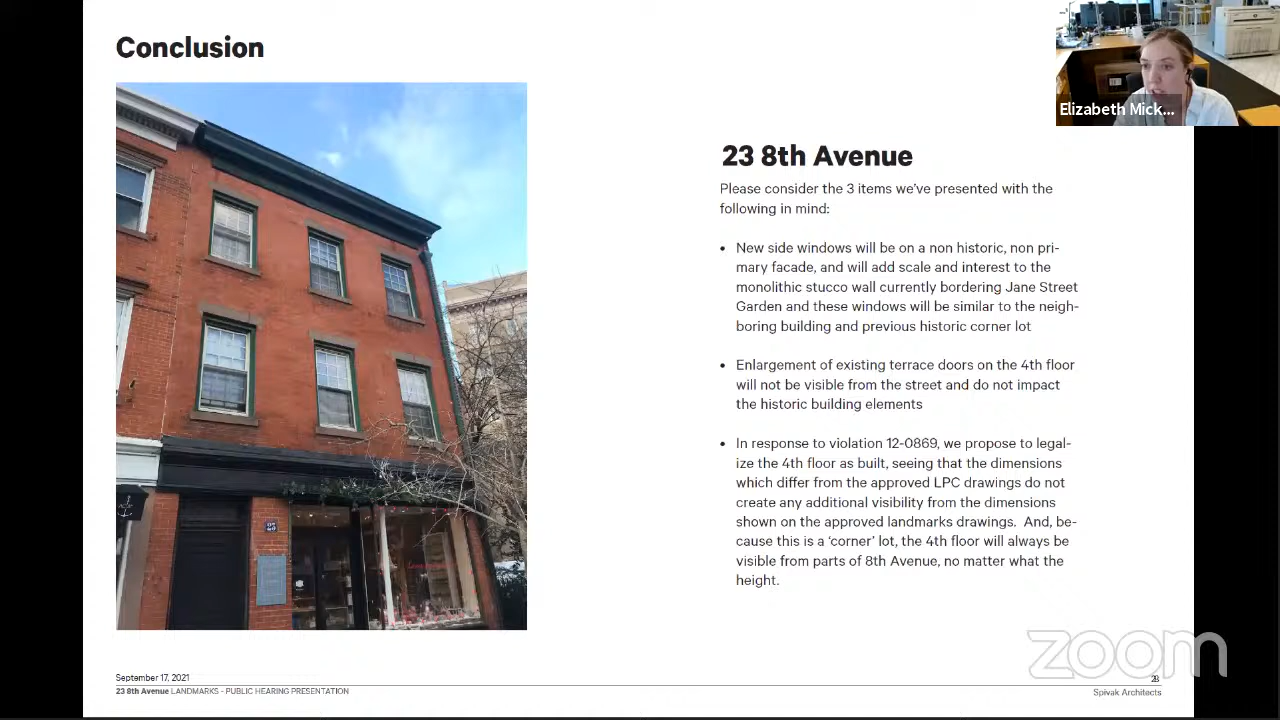 Conclusion
Elizabeth Mick...
23 8th Avenue
Please consider the 3 items we've presented with the
following in mind:
• New side windows will be on a non historic, non pri-
mary facade, and will add scale and interest to the
monolithic stucco wall currently bordering Jane Street
Garden and these windows will be similar to the neigh-
boring building and previous historic corner lot
• Enlargement of existing terrace doors on the 4th floor
will not be visible from the street and do not impact
the historic building elements
• In response to violation 12-0869, we propose to legal-
ize the 4th floor as built, seeing that the dimensions
which differ from the approved LPC drawings do not
create any additional visibility from the dimensions
shown on the approved landmarks drawings. And, be-
cause this is a 'corner' lot, the 4th floor will always be
visible from parts of 8th Avenue, no matter what the
height.
zoom
September 17, 2021
23 8th Avenue LANDMARKS - PUBLIC HEARING PRESENTATION
Spivak Architects